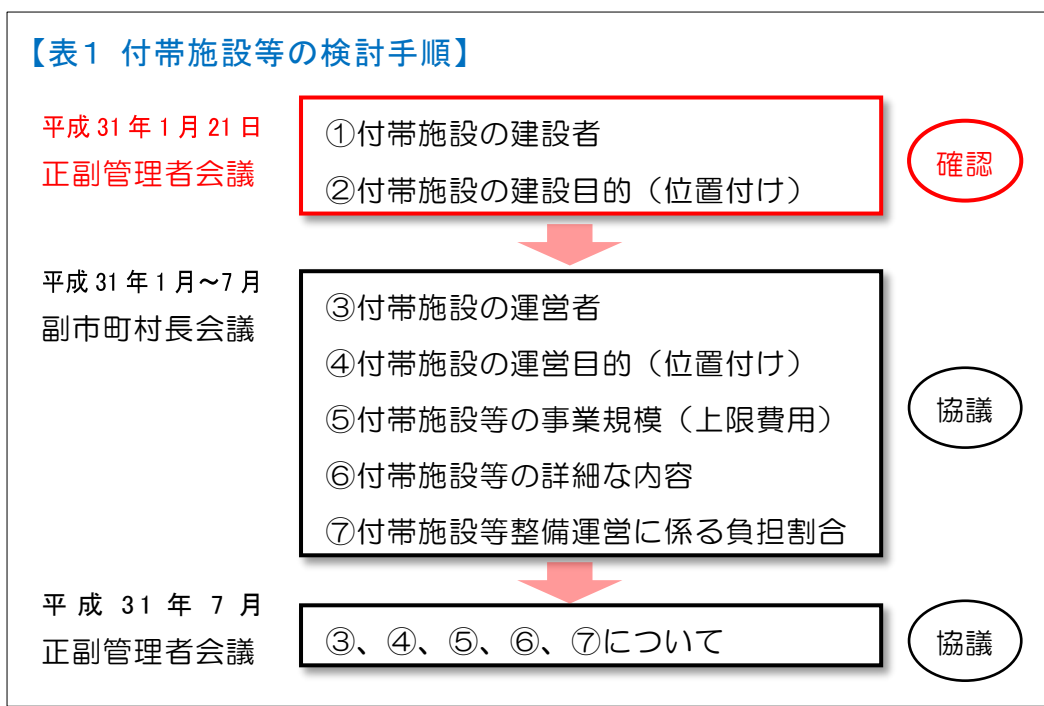 【表1 付帯施設等の検討手順】
平成 31 年 1 月 21 日
正副管理者会議
①付帯施設の建設者
②付帯施設の建設目的（位置付け）
確認
平成 31 年 1 月～7 月
副市町村長会議
③付帯施設の運営者
④付帯施設の運営目的（位置付け）
⑤付帯施設等の事業規模（上限費用）
⑥付帯施設等の詳細な内容
⑦付帯施設等整備運営に係る負担割合
協議
平 成 31 年 7 月
正副管理者会議
③、④、⑤、⑥、⑦について
協議